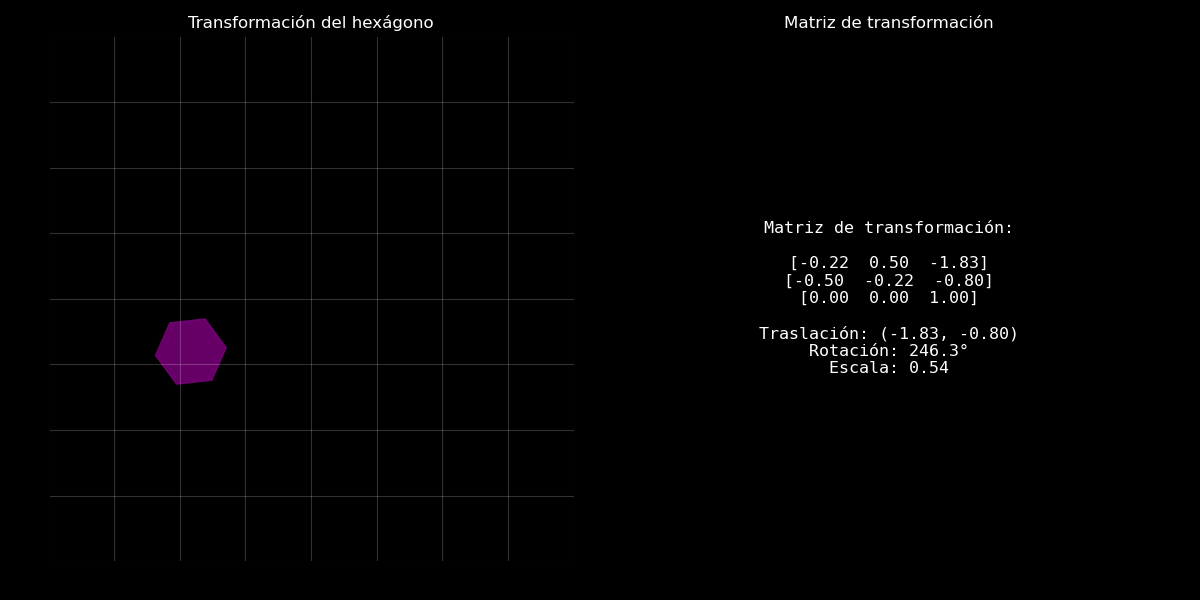 Transformación del hexágono
Matriz de transformación
Matriz de transformación:
[-0.22  0.50  -1.83]
[-0.50  -0.22  -0.80]
[0.00  0.00  1.00]
Traslación: (-1.83, -0.80)
Rotación: 246.3°
Escala: 0.54